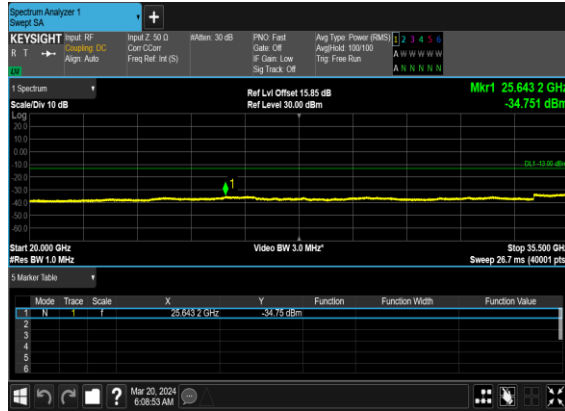 Spectrum Analyzer 1
Swept SA
+
KEYSIGHT Input: RF Input Z: 50 Ω #Atten: 30 dB PNO: Fast Avg Type: Power (RMS) 1 2 3 4 5 6
R T Coupling: DC Corr CCorr Gate: Off Avg|Hold: 100/100 A W W W W W
Align: Auto Freq Ref: Int (S) IF Gain: Low Trig: Free Run
Sig Track: Off A N N N N N
1 Spectrum
Ref Lvl Offset 15.85 dB Mkr1 25.643 2 GHz
Scale/Div 10 dB Ref Level 30.00 dBm -34.751 dBm
Log
20.0
10.0
0.00
-10.0 DL1 -13.00 dBm
-20.0
1
-30.0
-40.0
-50.0
-60.0
Start 20.000 GHz Video BW 3.0 MHz* Stop 35.500 GHz
#Res BW 1.0 MHz Sweep 26.7 ms (40001 pts)
5 Marker Table
Mode Trace Scale X Y Function Function Width Function Value
1 N 1 f 25.643 2 GHz -34.75 dBm
2
3
4
5
6
? Mar 20, 2024
6:08:53 AM